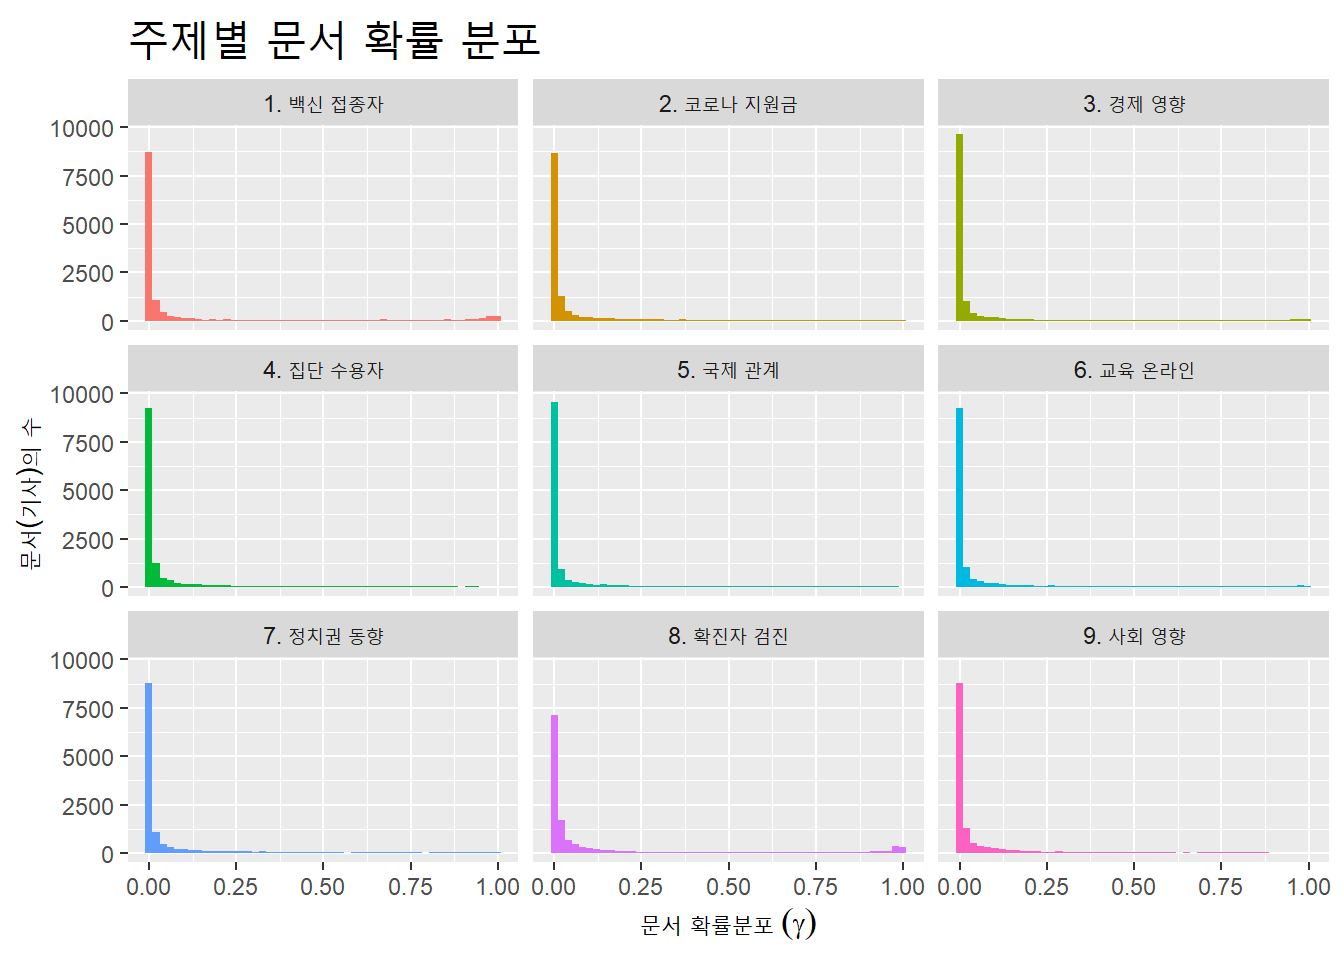 주제별 문서 확률 분포
1. 백신 접종자
2. 코로나 지원금
3. 경제 영향
10000
7500
5000
2500
0
4. 집단 수용자
5. 국제 관계
6. 교육 온라인
10000
7500
5000
2500
0
문서(기사)의 수
7. 정치권 동향
8. 확진자 검진
9. 사회 영향
10000
7500
5000
2500
0
0.00 0.25 0.50 0.75 1.00
0.00 0.25 0.50 0.75 1.00
0.00 0.25 0.50 0.75 1.00
문서 확률분포 (γ)